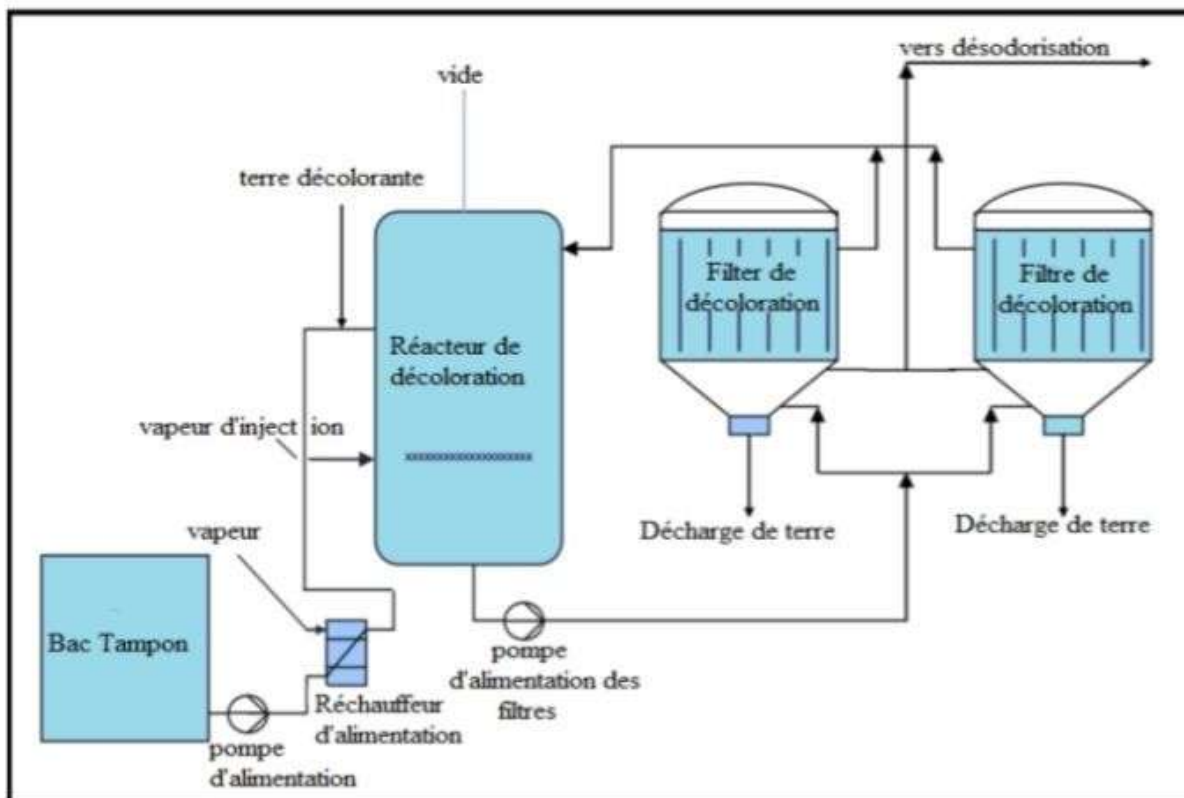 vers désodorisation
vide
terre décolorante
Filter de
décoloration
Filtre de
décoloration
Réacteur de
décoloration
vapeur d'inject ion
vapeur
Décharge de terre
Décharge de terre
Bac Tampon
pompe
d'alimentation des
filtres
Réchauffeur
d'alimentation
pompe
d'alimentation